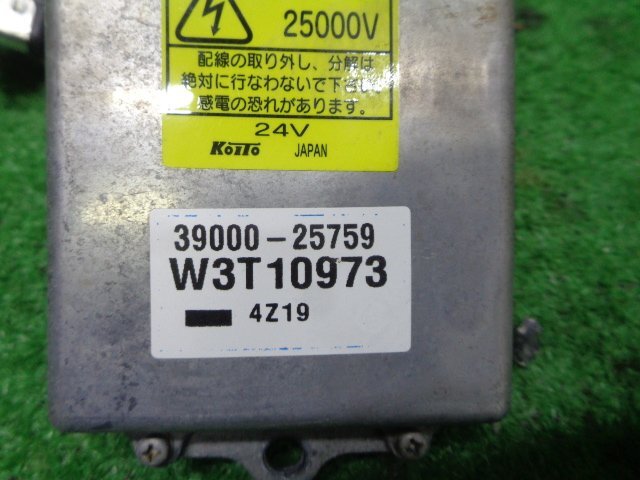 25000V
配線の取り外し、分解は
絶対に行なわないで下さい
感電の恐れがあります。
24V
KOITO JAPAN
39000-25759
W3T10973
4Z19